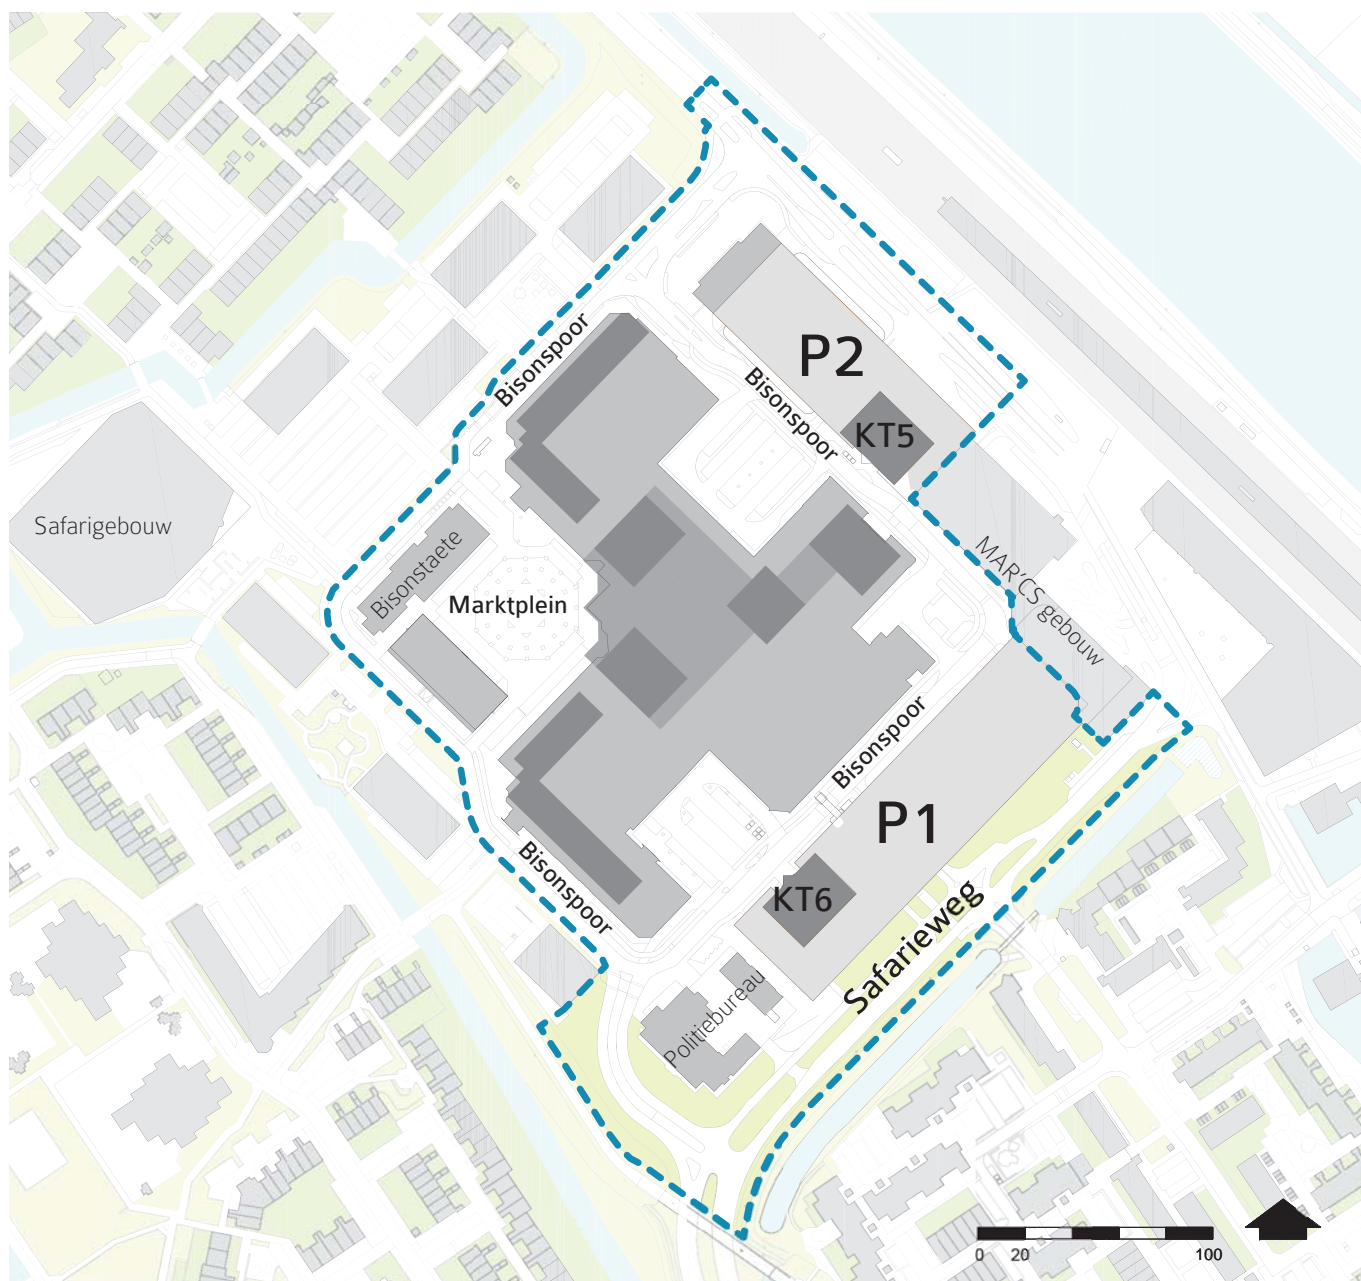 Bisonspoor
P2
Bisonspoor
KT5
Safarigebouw
Bisonstaete
Marktplein
MAR'CS gebouw
Bisonspoor
P1
Bisonspoor
KT6
Safarieweg
Politiebureau
0 20 100